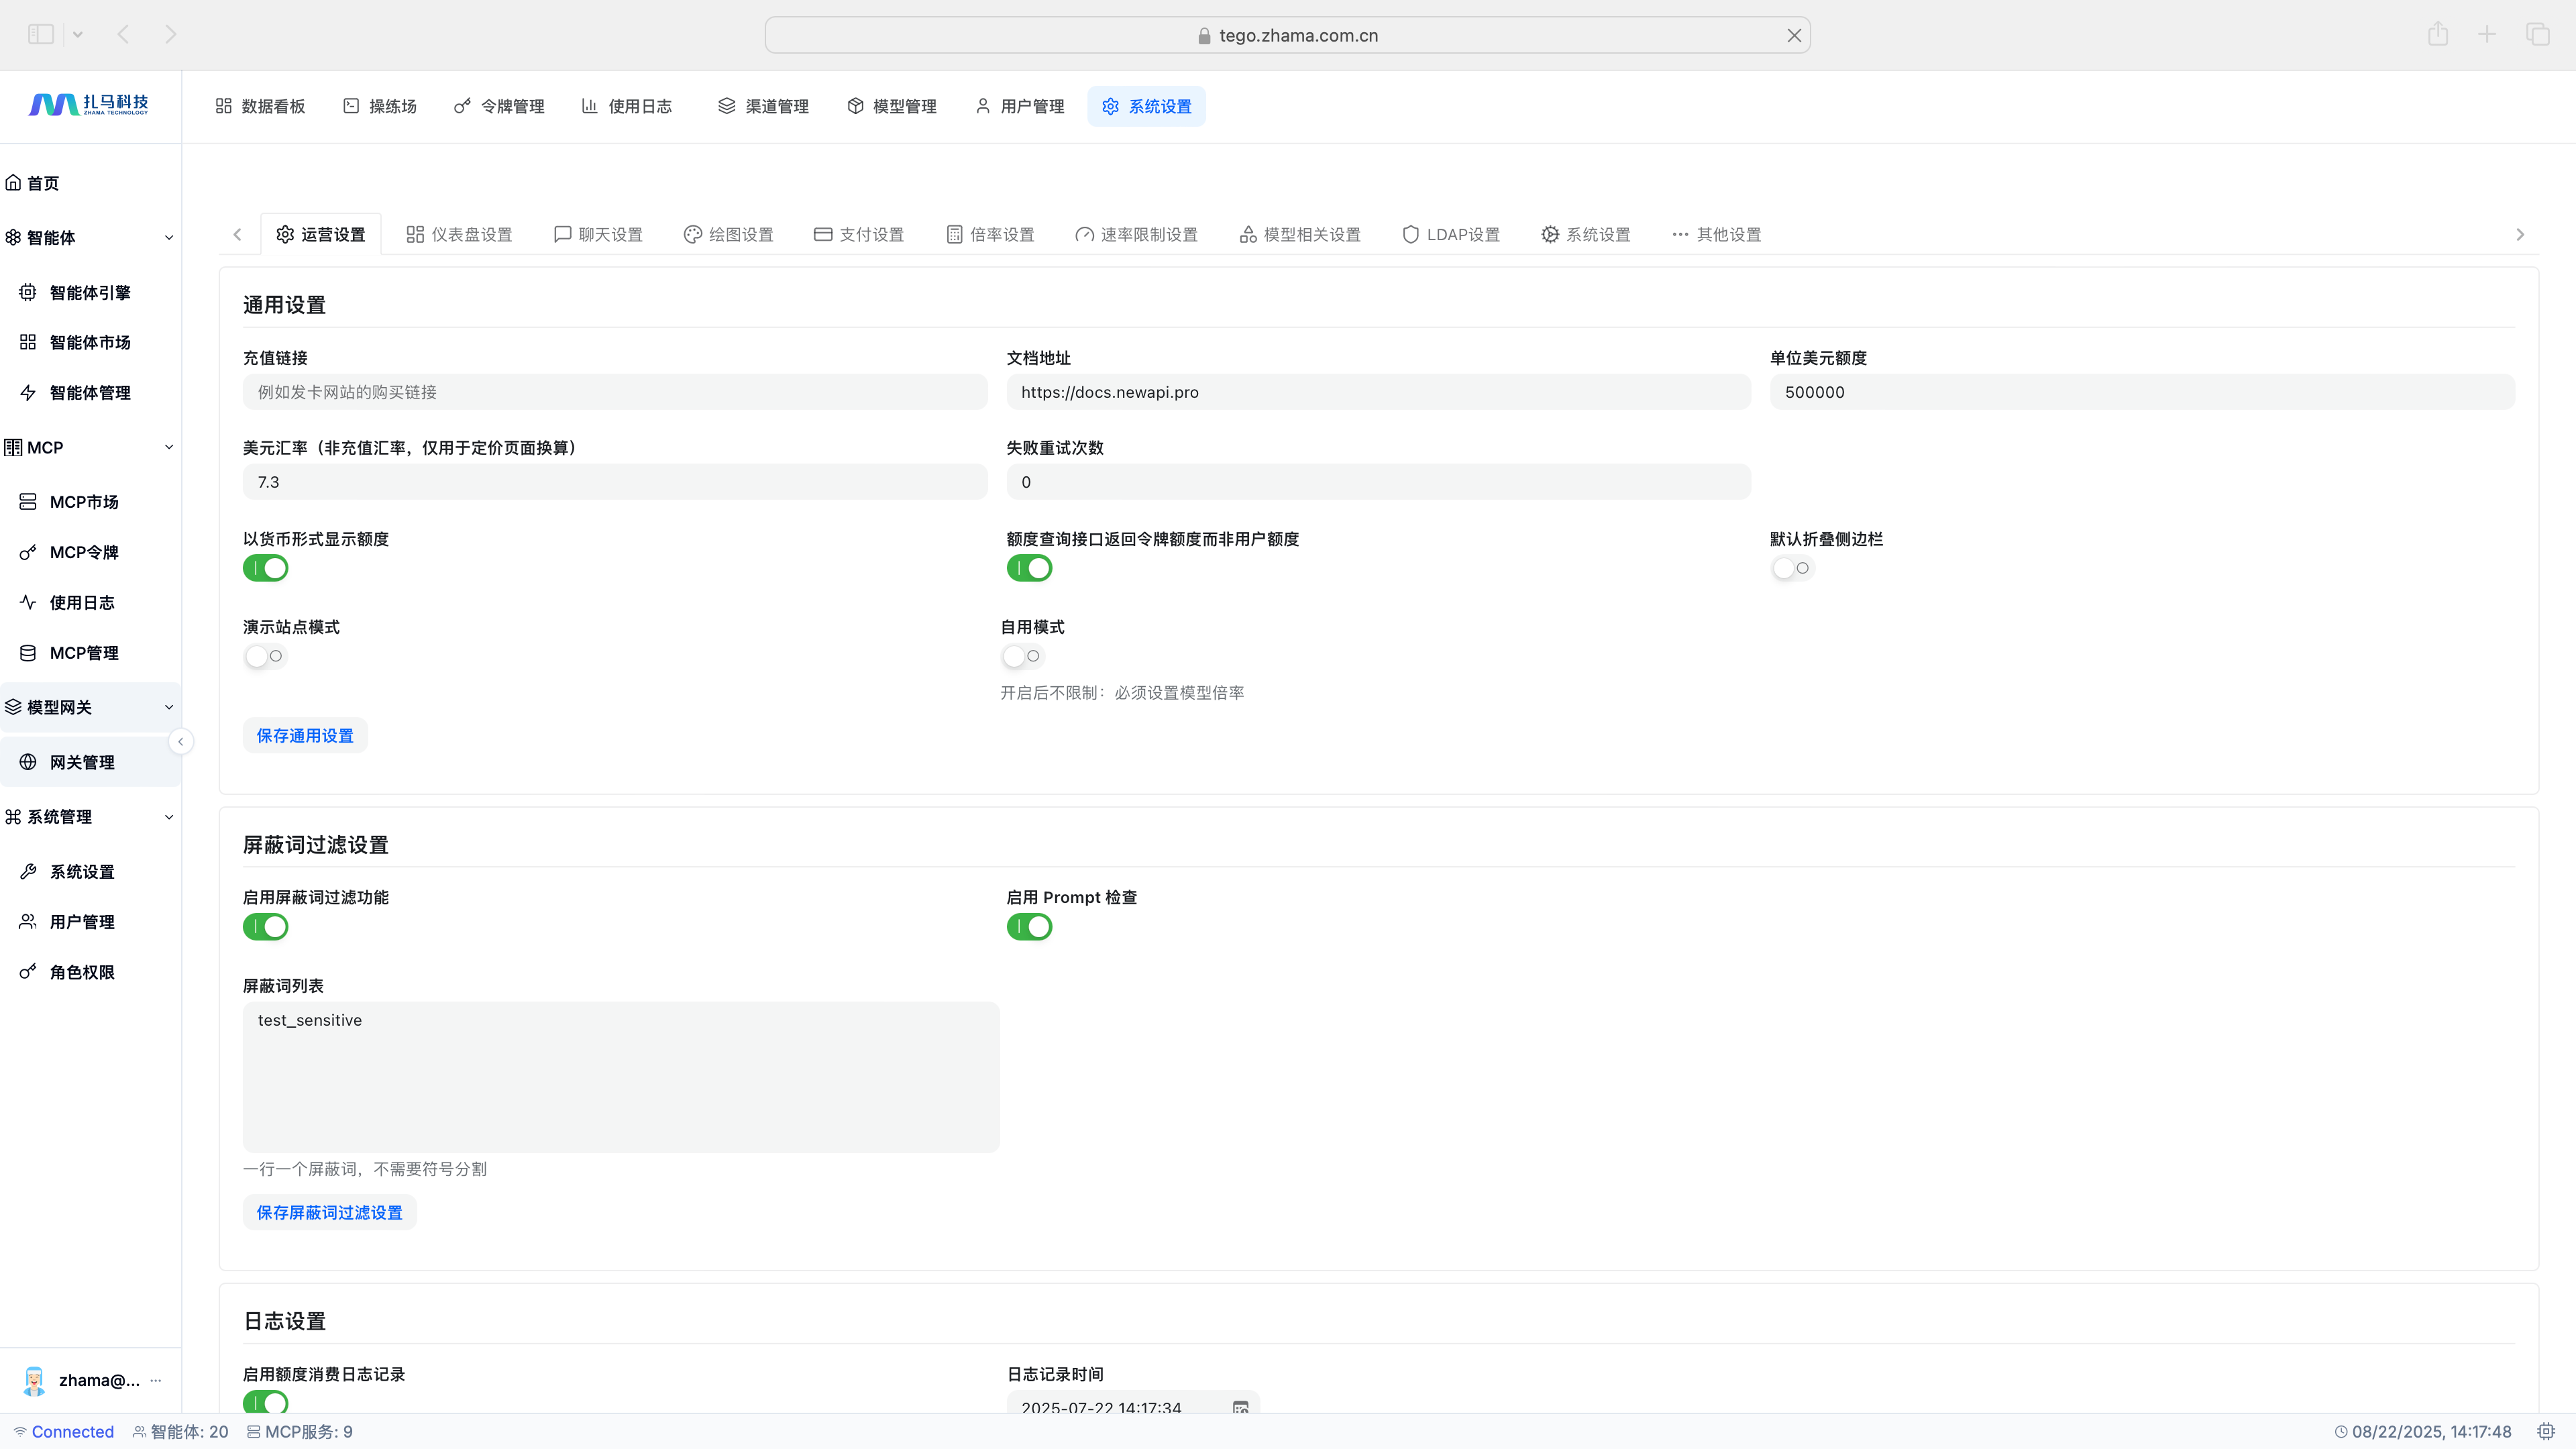 tego.zhama.com.cn
扎马科技
ZHAMA TECHNOLOGY
数据看板
操练场
令牌管理
使用日志
渠道管理
模型管理
用户管理
系统设置
首页
智能体
智能体引擎
智能体市场
智能体管理
MCP
MCP市场
MCP令牌
使用日志
MCP管理
模型网关
网关管理
系统管理
系统设置
用户管理
角色权限
zhama@... ...
运营设置
仪表盘设置
聊天设置
绘图设置
支付设置
倍率设置
速率限制设置
模型相关设置
LDAP设置
系统设置
其他设置
通用设置
充值链接
例如发卡网站的购买链接
文档地址
https://docs.newapi.pro
单位美元额度
500000
美元汇率（非充值汇率，仅用于定价页面换算）
7.3
失败重试次数
0
以货币形式显示额度
额度查询接口返回令牌额度而非用户额度
默认折叠侧边栏
演示站点模式
自用模式
开启后不限制：必须设置模型倍率
保存通用设置
屏蔽词过滤设置
启用屏蔽词过滤功能
启用 Prompt 检查
屏蔽词列表
test_sensitive
一行一个屏蔽词，不需要符号分割
保存屏蔽词过滤设置
日志设置
启用额度消费日志记录
日志记录时间
2025-07-22 14:17:34
Connected
智能体: 20
MCP服务: 9
08/22/2025, 14:17:48